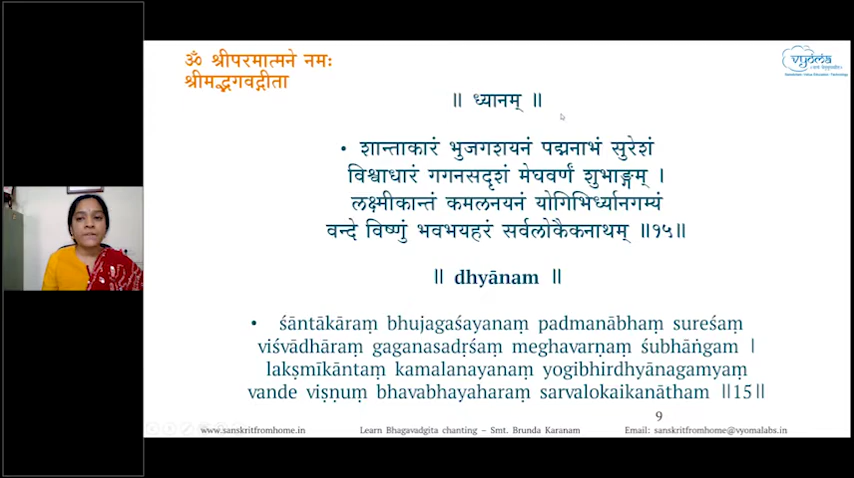 ॐ श्रीपरमात्मने नमः
श्रीमद्भगवद्गीता
vyoma
॥ ध्यानम् ॥
• शान्ताकारं भुजगशयनं पद्मनाभं सुरेशं
विश्वाधारं गगनसदृशं मेघवर्णं शुभाङ्गम् ।
लक्ष्मीकान्तं कमलनयनं योगिभिर्ध्यानगम्यं
वन्दे विष्णुं भवभयहरं सर्वलोकैकनाथम् ॥१५॥
॥ dhyānam ॥
• śāntākāraṃ bhujagaśayanaṃ padmanābhaṃ sureśaṃ
viśvādhāraṃ gaganasadṛśaṃ meghavarṇaṃ śubhāṅgam |
lakṣmīkāntaṃ kamalanayanaṃ yogibhirdhyānagamyaṃ
vande viṣṇuṃ bhavabhayaharaṃ sarvalokaikanātham ॥15॥
9
www.sanskritfromhome.in Learn Bhagavadgita chanting – Smt. Brunda Karanam Email: sanskritfromhome@vyomalabs.in